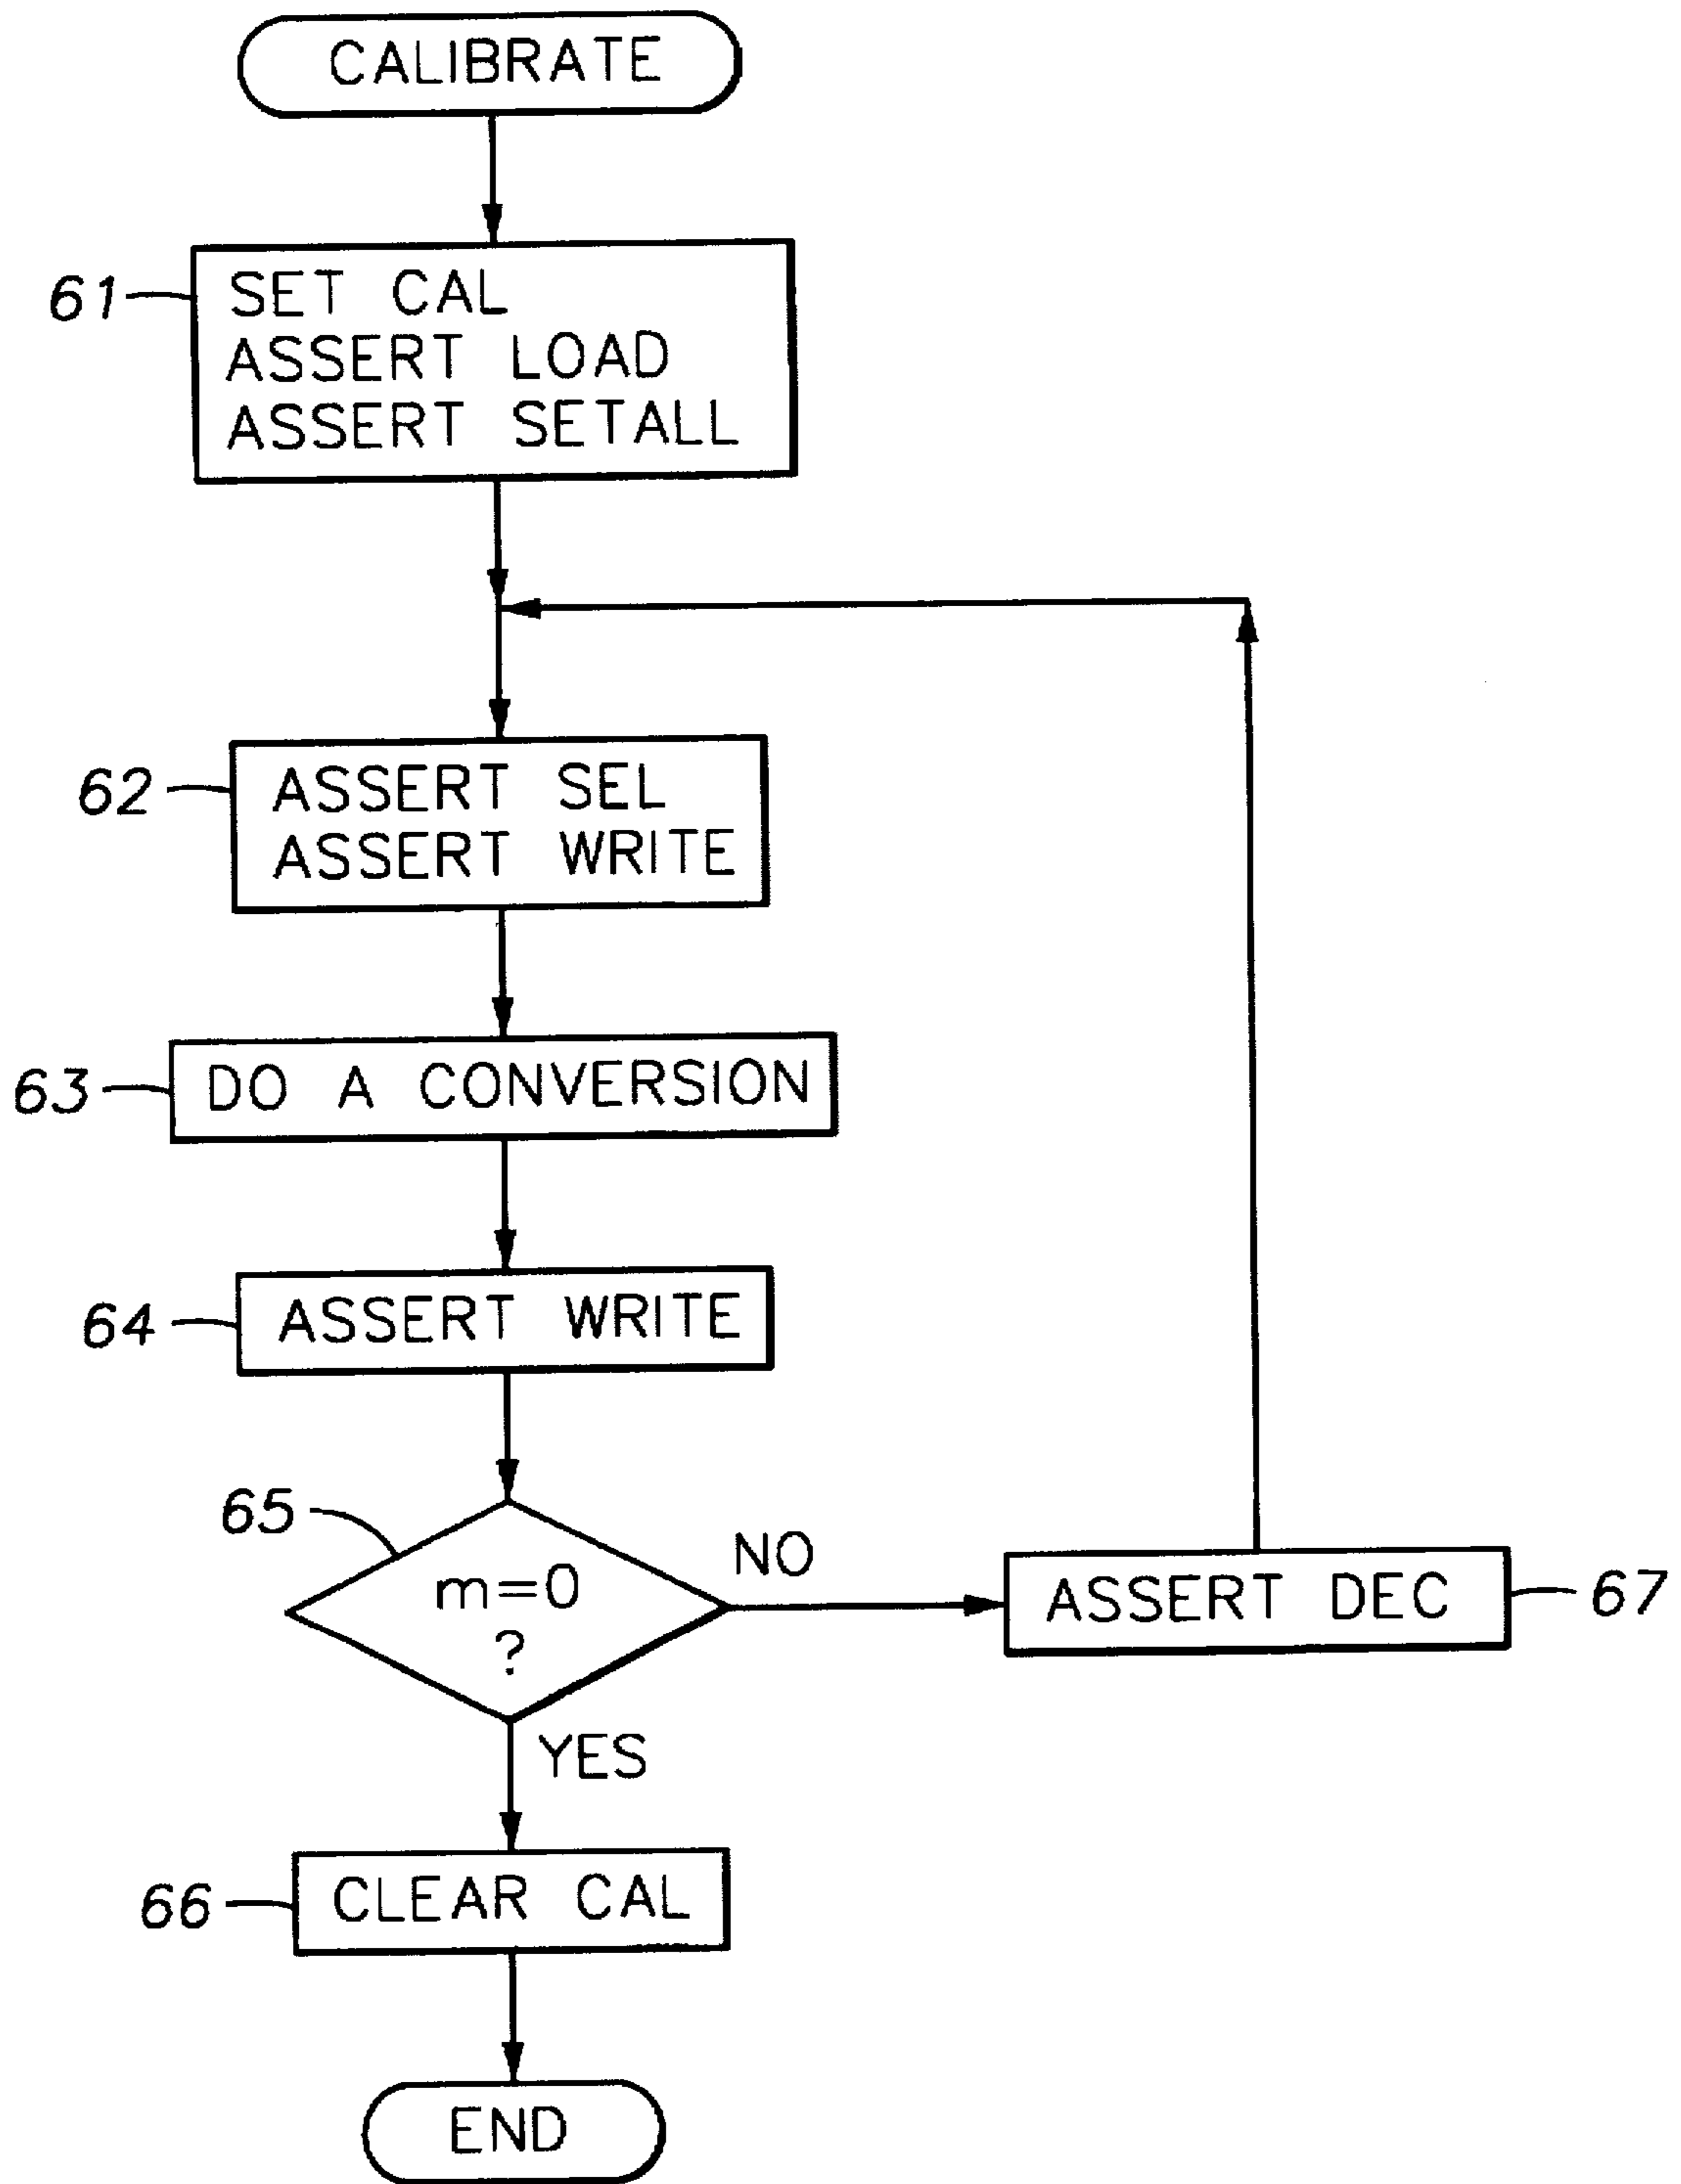 CALIBRATE
61
SET CAL
ASSERT LOAD
ASSERT SETALL
62
ASSERT SEL
ASSERT WRITE
63
DO A CONVERSION
64
ASSERT WRITE
65
m=0
?
NO
ASSERT DEC
67
YES
66
CLEAR CAL
END